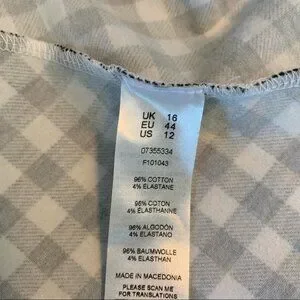 UK 16
EU 44
US 12
07355334
F101043
96% COTTON
4% ELASTANE
96% COTON
4% ELASTHANNE
96% ALGODÓN
4% ELASTANO
96% BAUMWOLLE
4% ELASTHAN
MADE IN MACEDONIA
PLEASE SCAN ME
FOR TRANSLATIONS